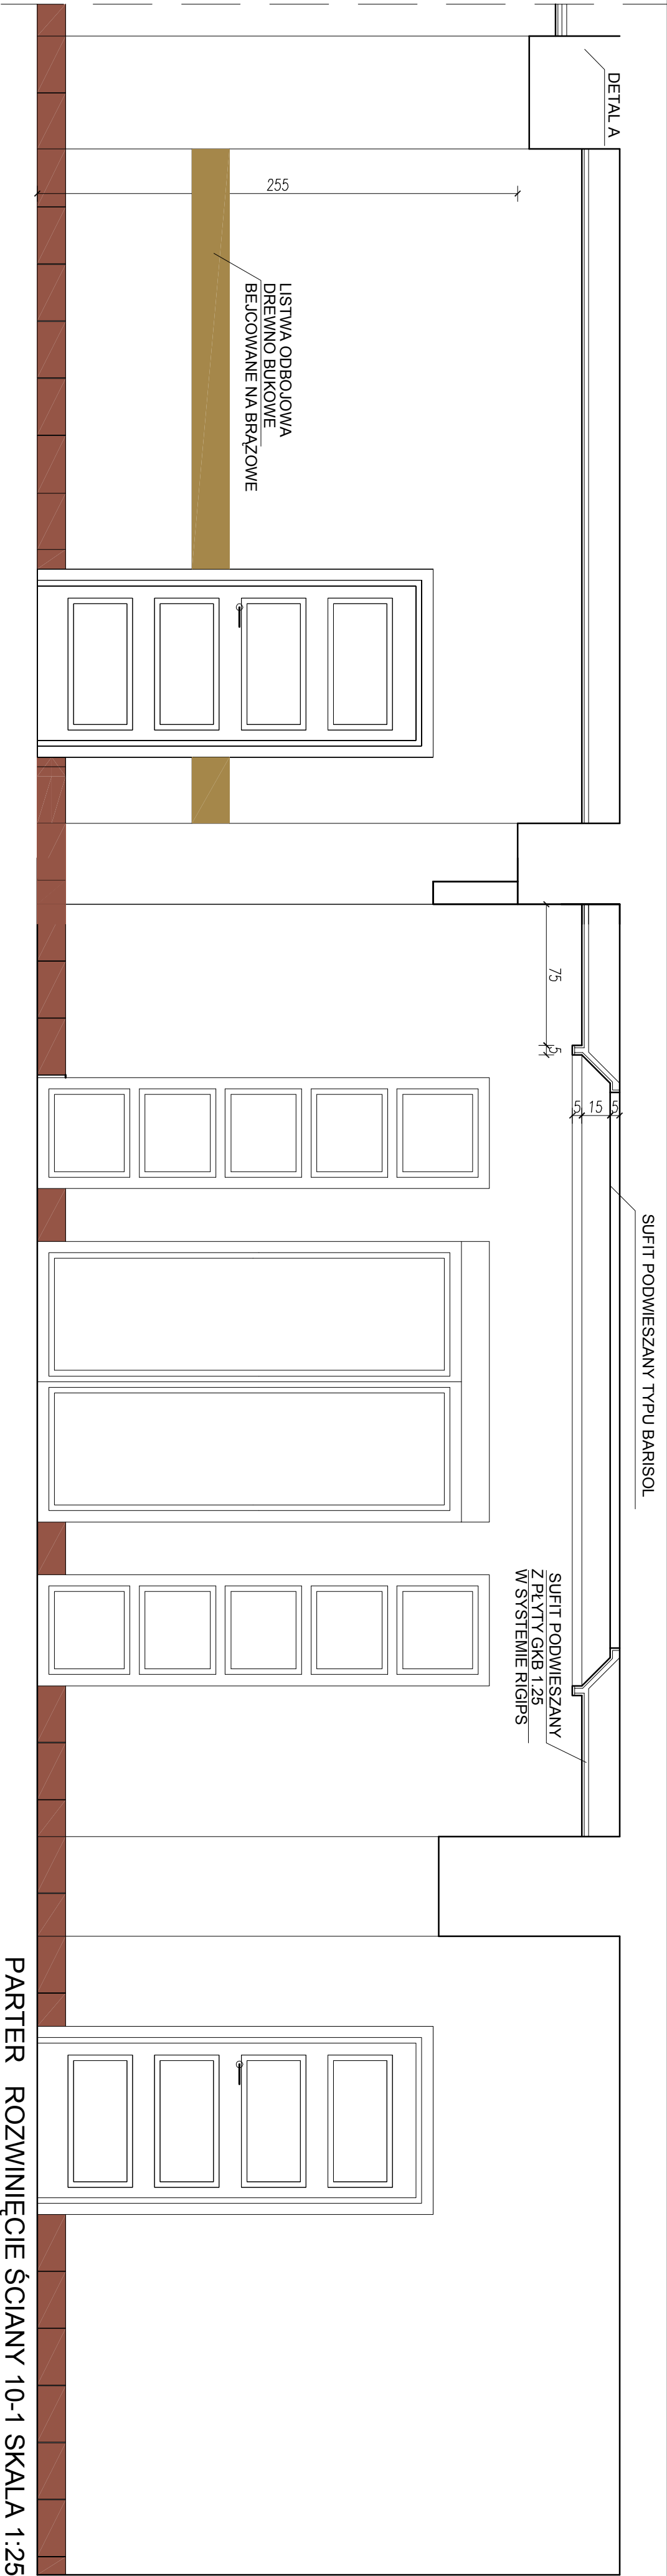 DETAL A
255
LISTWA ODBOJOWA
DREWNO BUKOWE
BEJCOWANE NA BRĄZOWE
75
5
5
15
5
SUFIT PODWIESZANY TYPU BARISOL
SUFIT PODWIESZANY
Z PŁYTY GKB 1.25
W SYSTEMIE RIGIPS
PARTER ROZWINIĘCIE ŚCIANY 10-1 SKALA 1:25